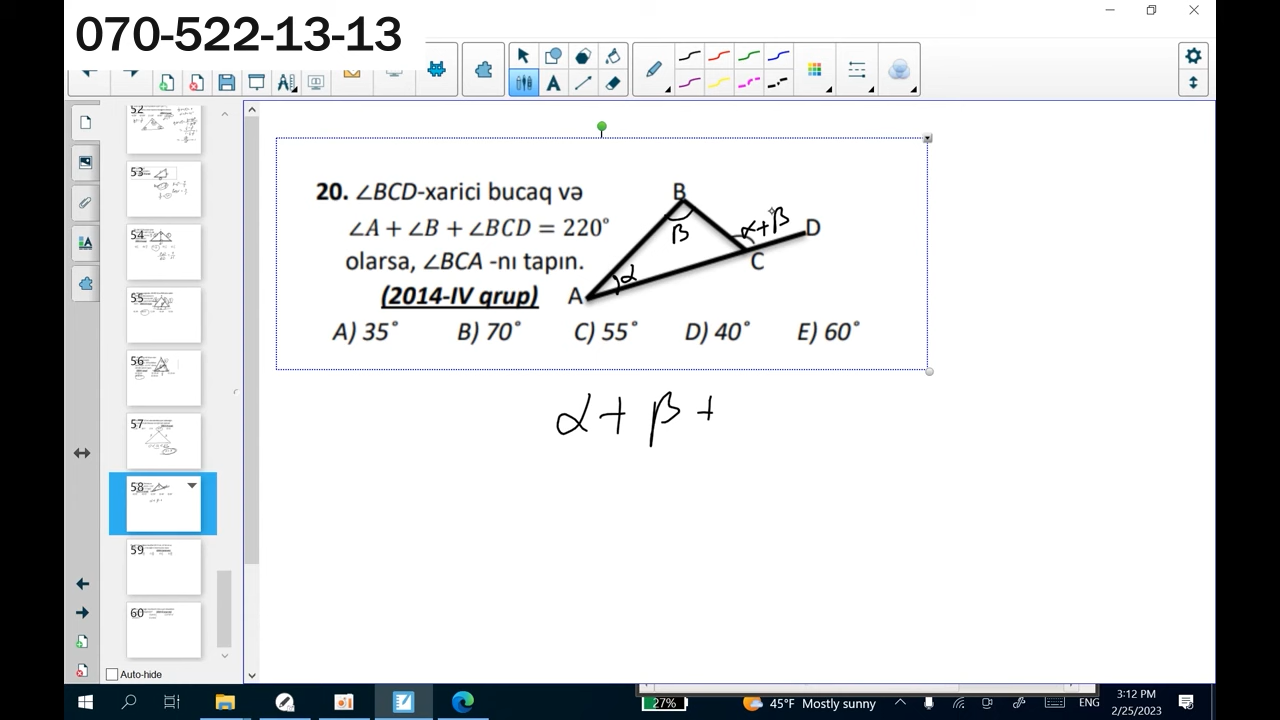 070-522-13-13
52
53
54
55
56
57
58
59
60
20. ∠BCD-xarici bucaq və
∠A + ∠B + ∠BCD = 220°
olarsa, ∠BCA -nı tapın.
(2014-IV qrup)
A) 35° B) 70° C) 55° D) 40° E) 60°
B
β
α+β
D
C
A
α
α + β +
Auto-hide
27%
45°F Mostly sunny
ENG
3:12 PM
2/25/2023